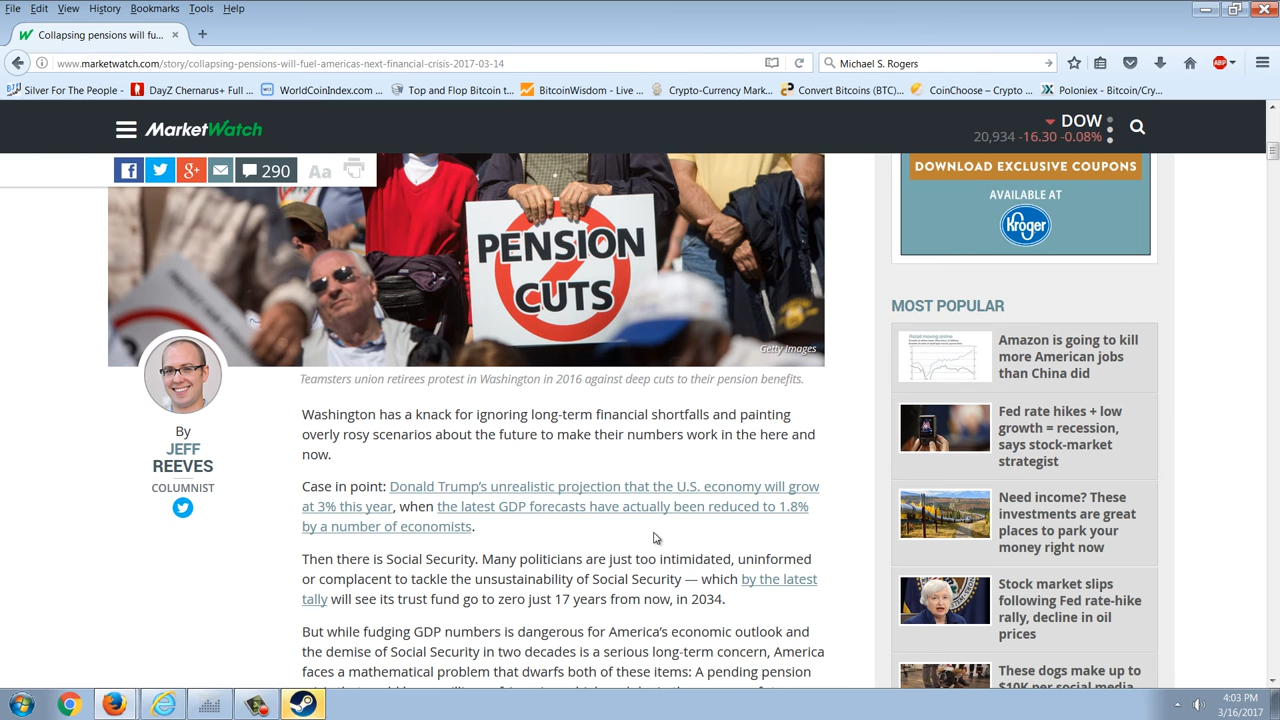 File Edit View History Bookmarks Tools Help
Collapsing pensions will fu... × +
www.marketwatch.com/story/collapsing-pensions-will-fuel-americas-next-financial-crisis-2017-03-14
Michael S. Rogers
ABP
Silver For The People - ... DayZ Chernarus+ Full ... WorldCoinIndex.com ... Top and Flop Bitcoin t... BitcoinWisdom - Live ... Crypto-Currency Mark... Convert Bitcoins (BTC)... CoinChoose – Crypto ... Poloniex - Bitcoin/Cry...
MarketWatch
DOW
20,934 -16.30 -0.08%
290 Aa
PENSION
CUTS
Getty Images
Teamsters union retirees protest in Washington in 2016 against deep cuts to their pension benefits.
By
JEFF
REEVES
COLUMNIST
Washington has a knack for ignoring long-term financial shortfalls and painting
overly rosy scenarios about the future to make their numbers work in the here and
now.
Case in point: Donald Trump's unrealistic projection that the U.S. economy will grow
at 3% this year, when the latest GDP forecasts have actually been reduced to 1.8%
by a number of economists.
Then there is Social Security. Many politicians are just too intimidated, uninformed
or complacent to tackle the unsustainability of Social Security — which by the latest
tally will see its trust fund go to zero just 17 years from now, in 2034.
But while fudging GDP numbers is dangerous for America's economic outlook and
the demise of Social Security in two decades is a serious long-term concern, America
faces a mathematical problem that dwarfs both of these items: A pending pension
DOWNLOAD EXCLUSIVE COUPONS
AVAILABLE AT
Kroger
MOST POPULAR
Amazon is going to kill
more American jobs
than China did
Fed rate hikes + low
growth = recession,
says stock-market
strategist
Need income? These
investments are great
places to park your
money right now
Stock market slips
following Fed rate-hike
rally, decline in oil
prices
These dogs make up to
$10K per social media
4:03 PM
3/16/2017